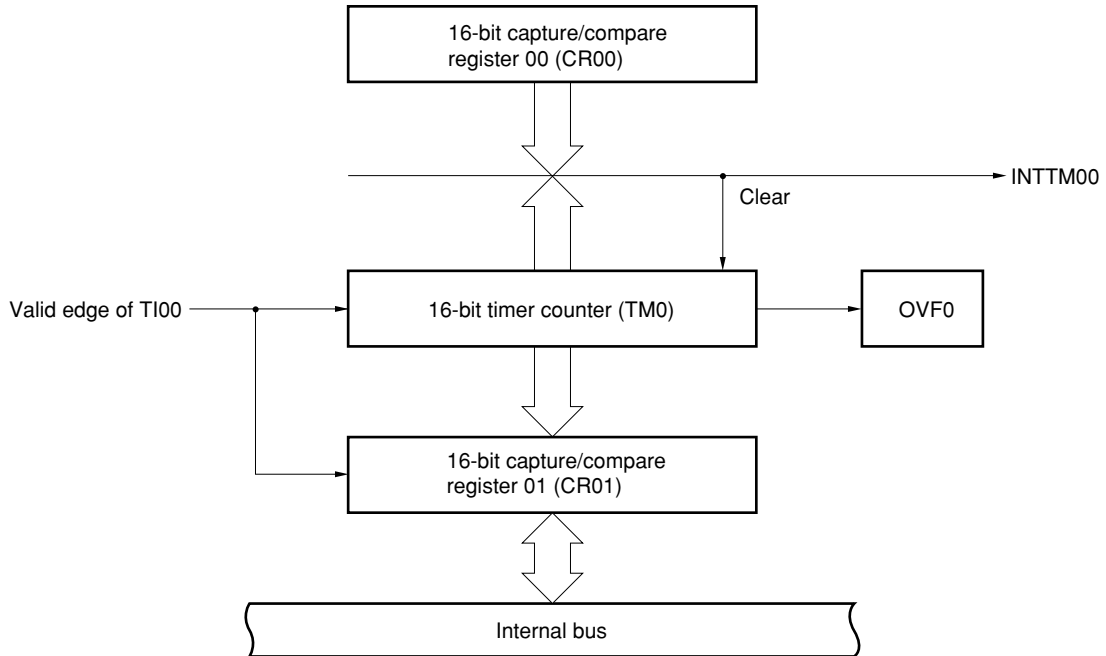 16-bit capture/compare
register 00 (CR00)
INTTM00
Clear
Valid edge of TI00
16-bit timer counter (TM0)
OVF0
16-bit capture/compare
register 01 (CR01)
Internal bus